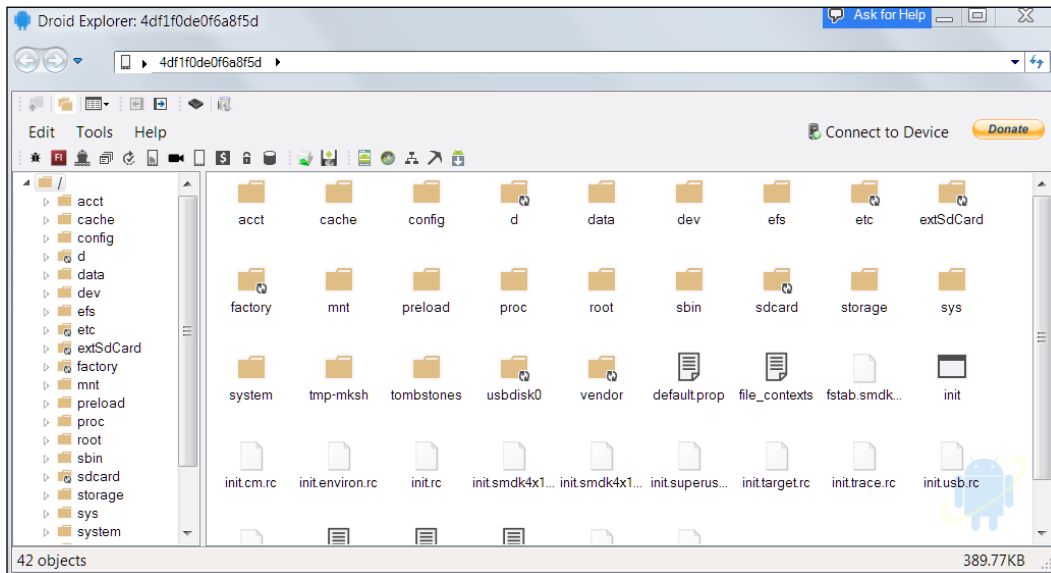 Droid Explorer: 4df1f0de0f6a8f5d
Ask for Help
4df1f0de0f6a8f5d
Edit Tools Help
Connect to Device
Donate
FI
$
/
acct
cache
config
d
data
dev
efs
etc
extSdCard
factory
mnt
preload
proc
root
sbin
sdcard
storage
sys
system
acct cache config d data dev efs etc extSdCard
factory mnt preload proc root sbin sdcard storage sys
system tmp-mksh tombstones usbdisk0 vendor default.prop file_contexts fstab.smdk... init
init.cm.rc init.environ.rc init.rc init.smdk4x1... init.smdk4x1... init.superus... init.target.rc init.trace.rc init.usb.rc
42 objects
389.77KB